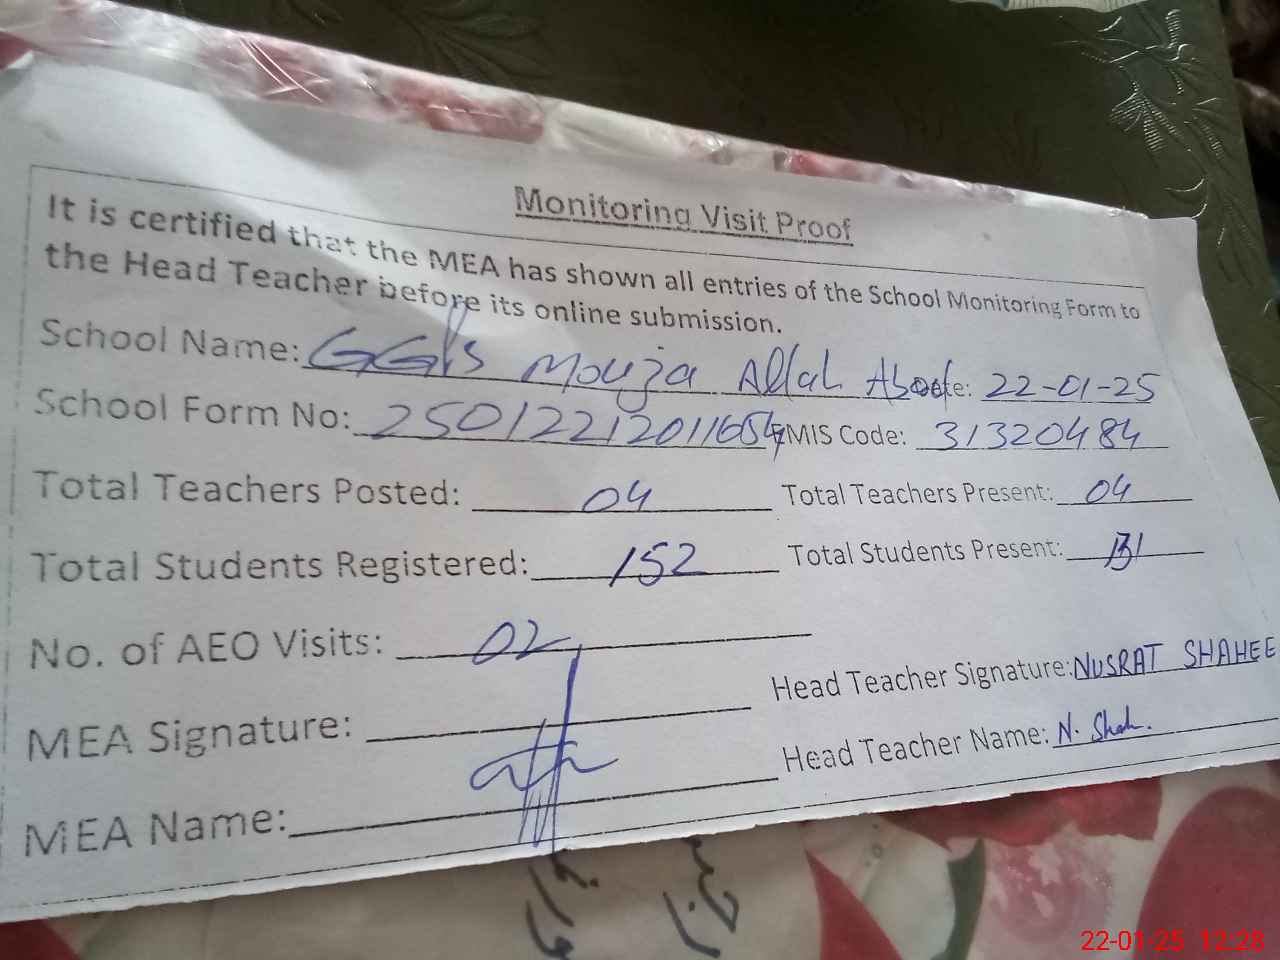 Monitoring Visit Proof
It is certified that the MEA has shown all entries of the School Monitoring Form to
the Head Teacher before its online submission.
School Name: GGPS Mouza Allah Abad Date: 22-01-25
School Form No: EMIS Code: 31320484
Total Teachers Posted: 04 Total Teachers Present: 04
Total Students Registered: 152 Total Students Present: 131
No. of AEO Visits: 02
MEA Signature: Head Teacher Signature: NUSRAT SHAHEE
MEA Name: Head Teacher Name: N. Shah.
22-01-25 12:28